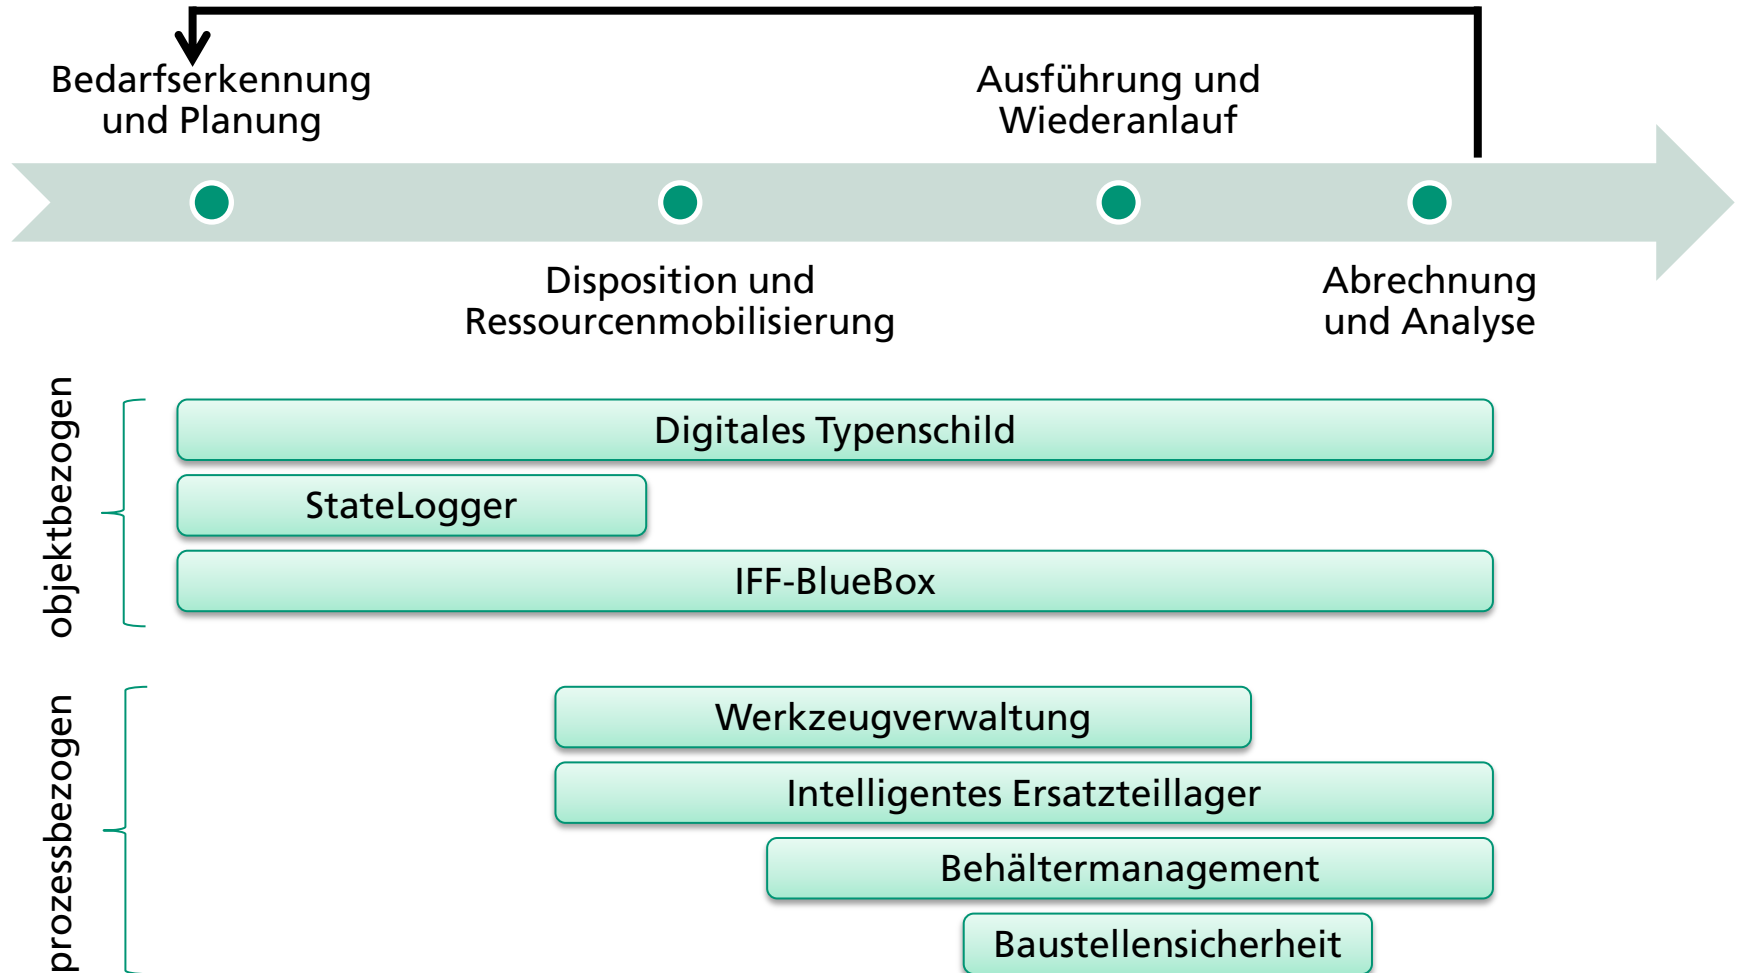 Bedarfserkennung
und Planung
Ausführung und
Wiederanlauf
Disposition und
Ressourcenmobilisierung
Abrechnung
und Analyse
objektbezogen
Digitales Typenschild
StateLogger
IFF-BlueBox
prozessbezogen
Werkzeugverwaltung
Intelligentes Ersatzteillager
Behältermanagement
Baustellensicherheit